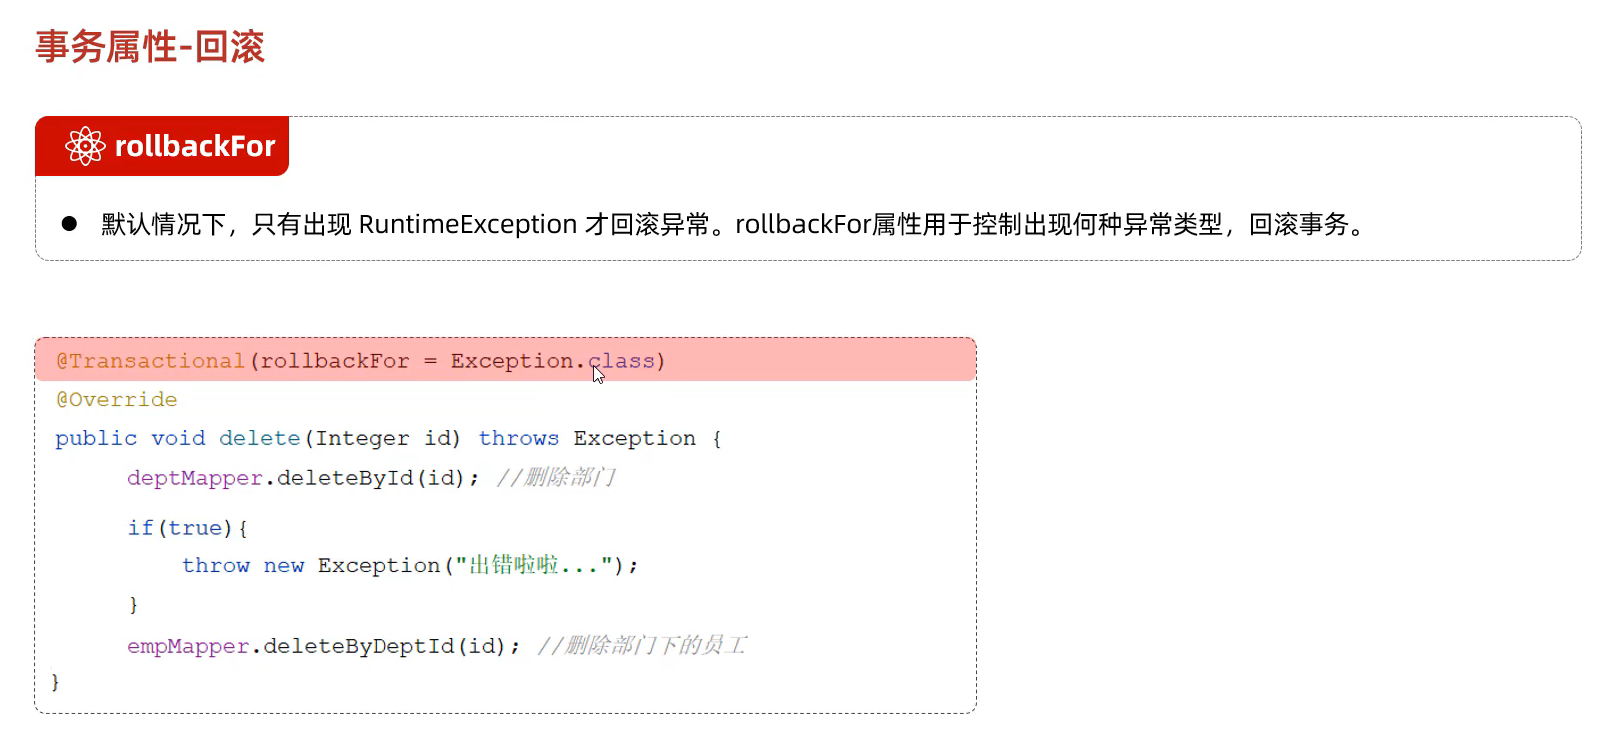 事务属性-回滚
rollbackFor
默认情况下，只有出现 RuntimeException 才回滚异常。rollbackFor属性用于控制出现何种异常类型，回滚事务。
@Transactional(rollbackFor = Exception.class)
@Override
public void delete(Integer id) throws Exception {
deptMapper.deleteById(id); //删除部门
if(true){
throw new Exception("出错啦啦...");
}
empMapper.deleteByDeptId(id); //删除部门下的员工
}